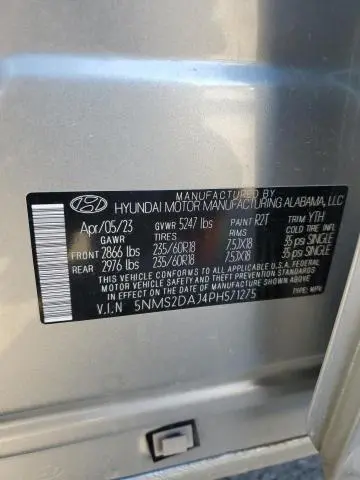 MANUFACTURED BY
HYUNDAI MOTOR MANUFACTURING ALABAMA, LLC
Apr/05/23 GVWR 5247 lbs PAINT R2T TRIM YTH
GAWR TIRES RIMS COLD TIRE INFL
FRONT 2866 lbs 235/60R18 7.5JX18 35 psi SINGLE
REAR 2976 lbs 235/60R18 7.5JX18 35 psi SINGLE
THIS VEHICLE CONFORMS TO ALL APPLICABLE U.S.A. FEDERAL
MOTOR VEHICLE SAFETY AND THEFT PREVENTION STANDARDS
IN EFFECT ON THE DATE OF MANUFACTURE SHOWN ABOVE.
V.I.N 5NMS2DAJ4PH571275 TYPE: MPV